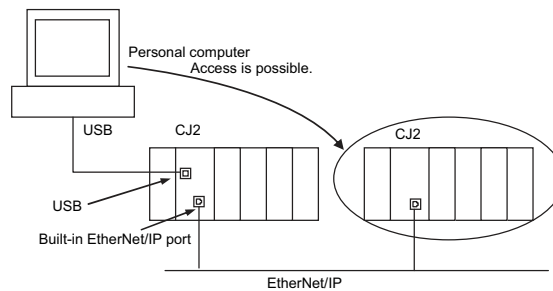 Personal computer
Access is possible.
USB
CJ2
CJ2
USB
Built-in EtherNet/IP port
EtherNet/IP